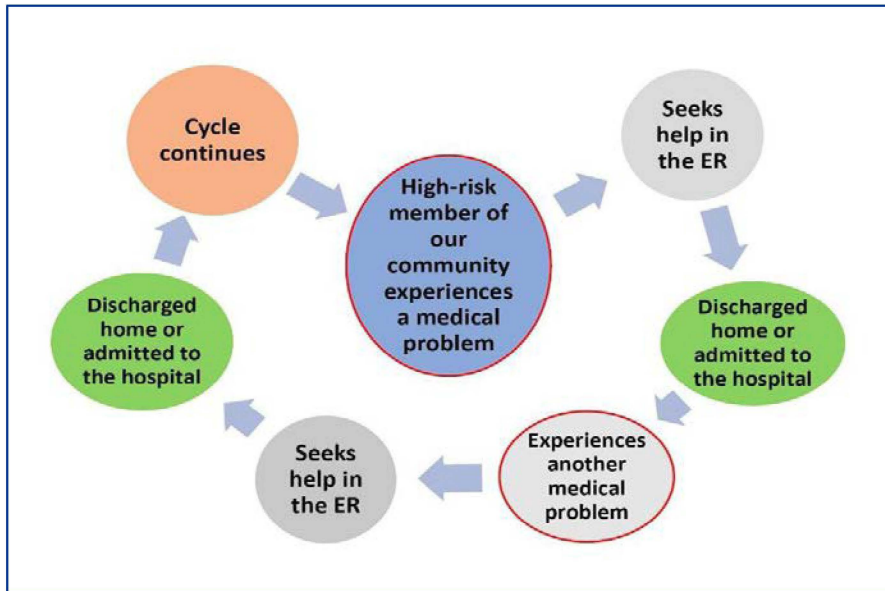 High-risk
member of
our
community
experiences
a medical
problem
Seeks
help in
the ER
Discharged
home or
admitted to
the hospital
Experiences
another
medical
problem
Seeks
help in
the ER
Discharged
home or
admitted to
the hospital
Cycle
continues